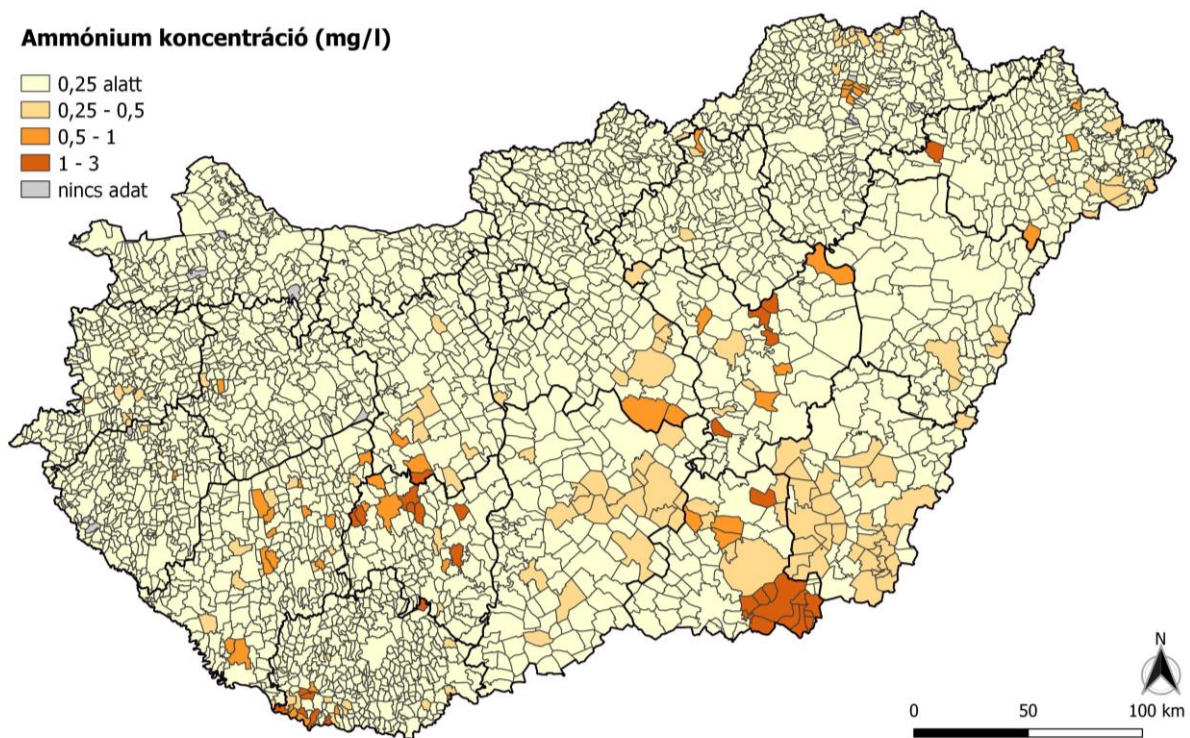 Ammónium koncentráció (mg/l)
0,25 alatt
0,25 - 0,5
0,5 - 1
1 - 3
nincs adat
N
0 50 100 km